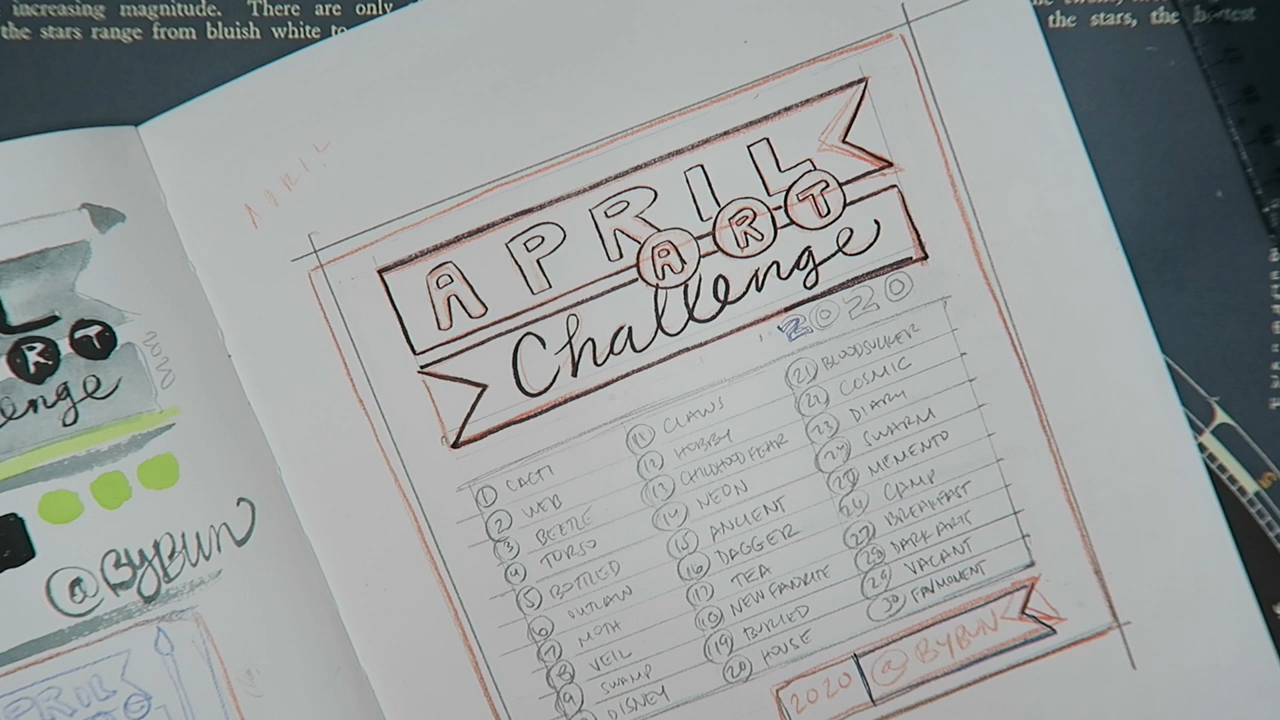 increasing magnitude. There are only
the stars range from bluish white to
the stars, the hottest
APRIL
APRIL
ART
Challenge
2020
1 CACTI
2 WEB
3 BEETLE
4 TORSO
5 BOTTLED
6 OUTLAW
7 MOTH
8 VEIL
9 SWAMP
DISNEY
11 CLAWS
12 HOBBY
13 CHILDHOOD FEAR
14 NEON
15 ANCIENT
16 DAGGER
17 TEA
18 NEW FAVORITE
19 BURIED
20 HOUSE
21 BLOODSUCKER
22 COSMIC
23 DIARY
24 SWARM
25 MEMENTO
26 CAMP
27 BREAKFAST
28 DARK ARTS
29 VACANT
30 FAV MOMENT
2020 @BYBUN
L
RT
enge
@BYBUN
APRIL